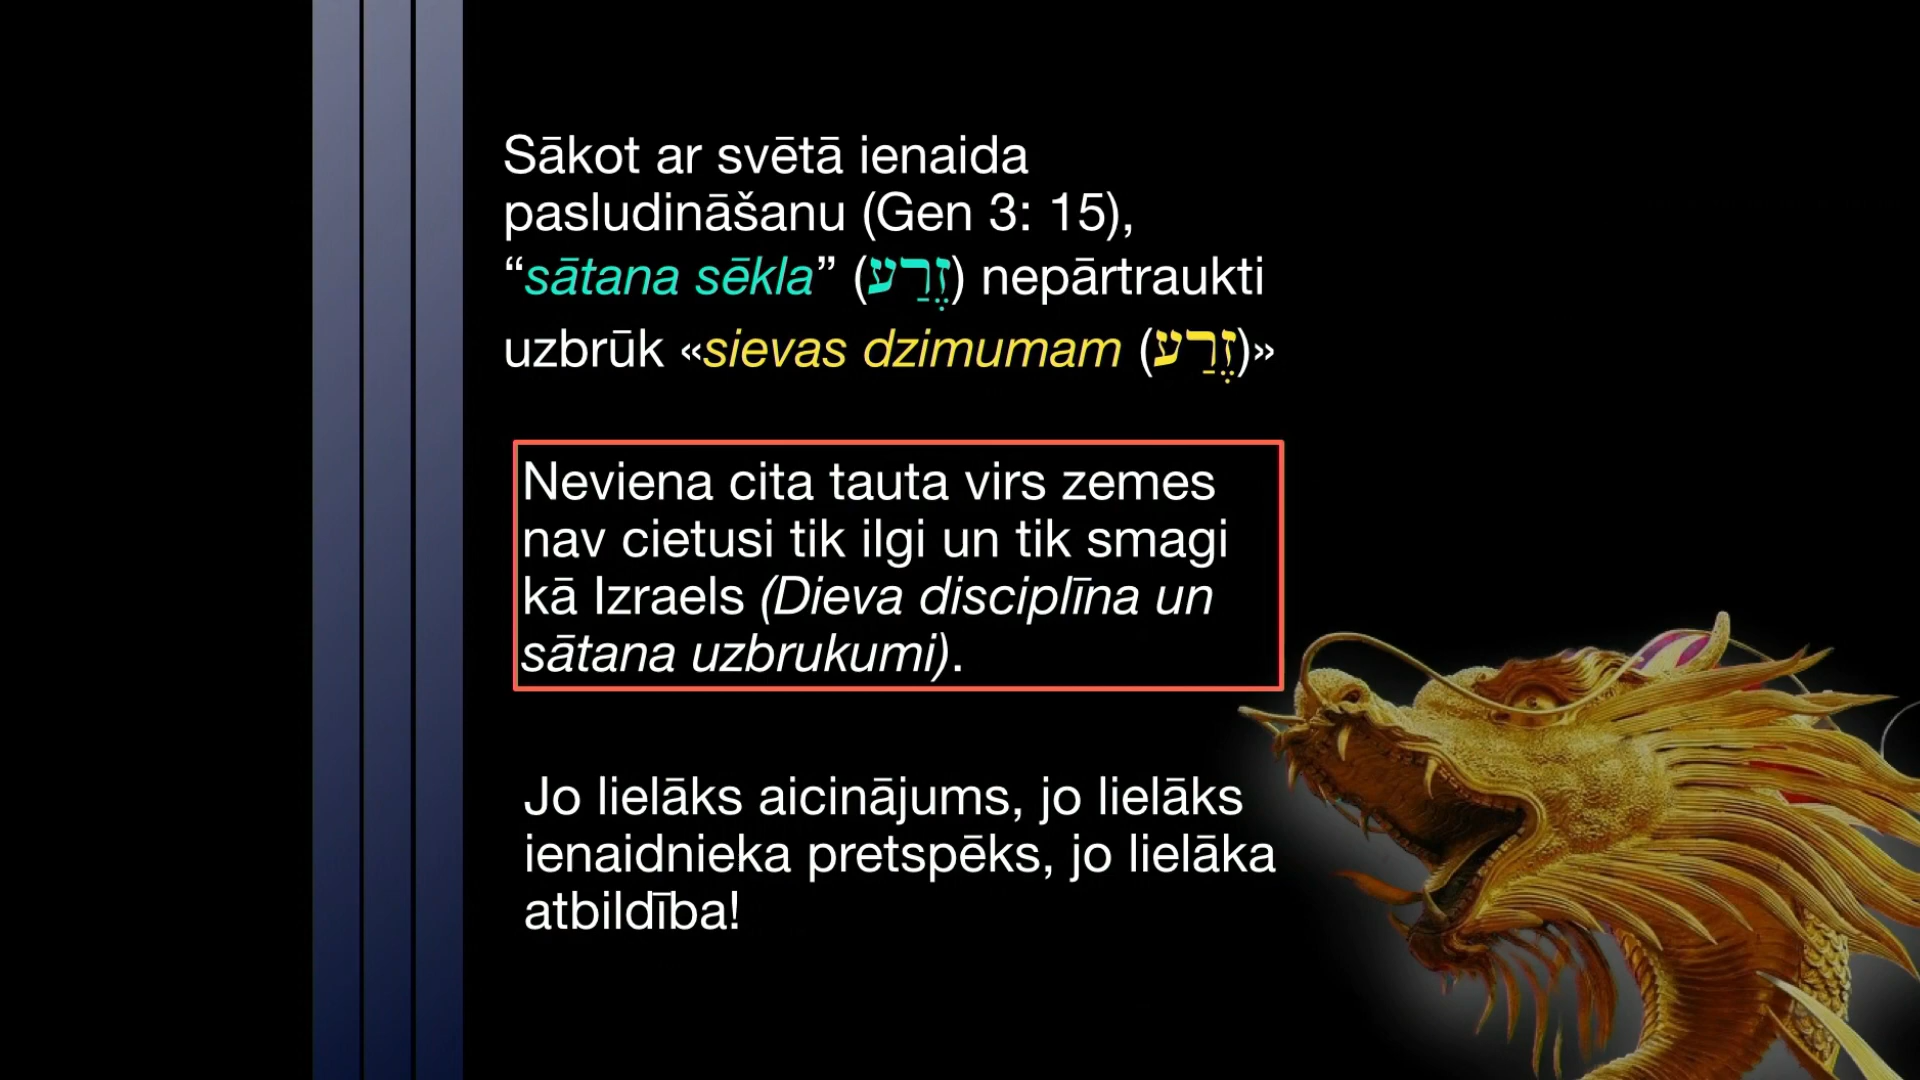 Sākot ar svētā ienaida
pasludināšanu (Gen 3: 15),
“sātana sēkla” (זֶרַע) nepārtraukti
uzbrūk «sievas dzimumam (זֶרַע)»
Neviena cita tauta virs zemes
nav cietusi tik ilgi un tik smagi
kā Izraels (Dieva disciplīna un
sātana uzbrukumi).
Jo lielāks aicinājums, jo lielāks
ienaidnieka pretspēks, jo lielāka
atbildība!